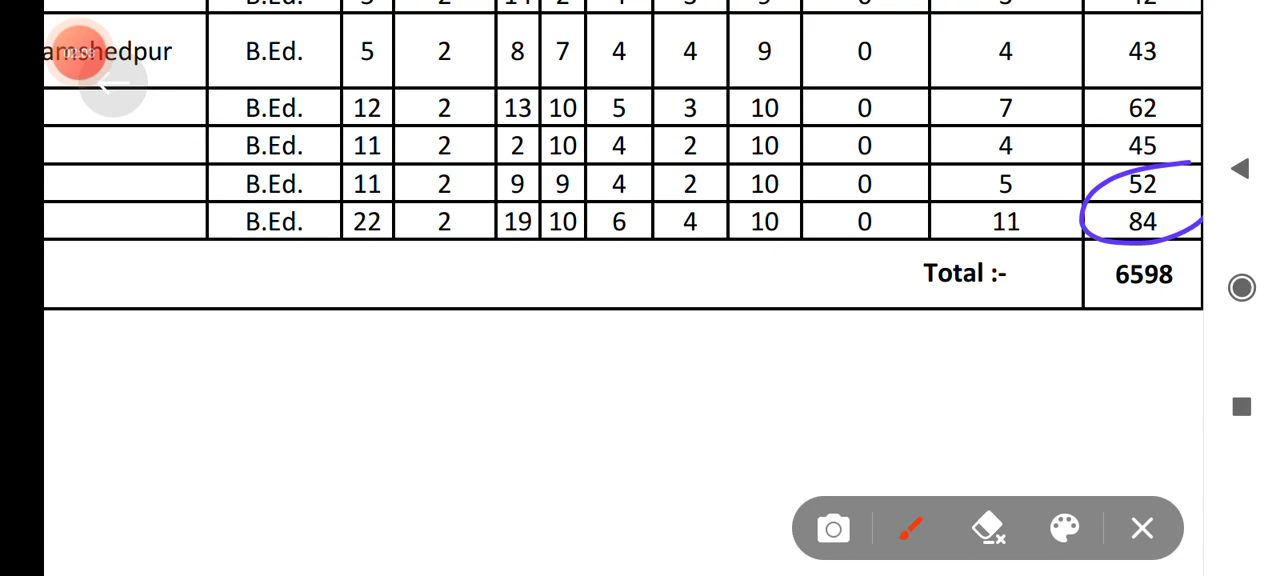 amshedpur B.Ed. 5 2 8 7 4 4 9 0 4 43
B.Ed. 12 2 13 10 5 3 10 0 7 62
B.Ed. 11 2 2 10 4 2 10 0 4 45
B.Ed. 11 2 9 9 4 2 10 0 5 52
B.Ed. 22 2 19 10 6 4 10 0 11 84
Total :- 6598